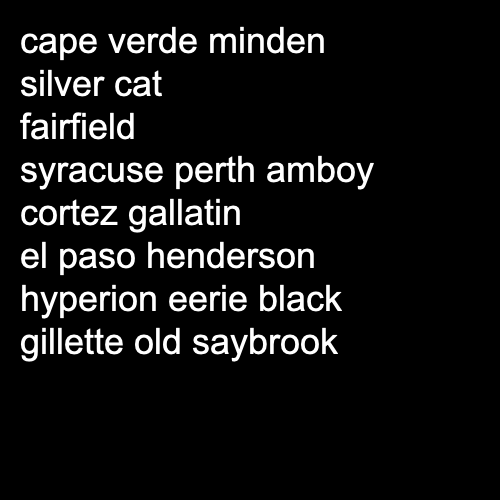 cape verde minden
silver cat
fairfield
syracuse perth amboy
cortez gallatin
el paso henderson
hyperion eerie black
gillette old saybrook